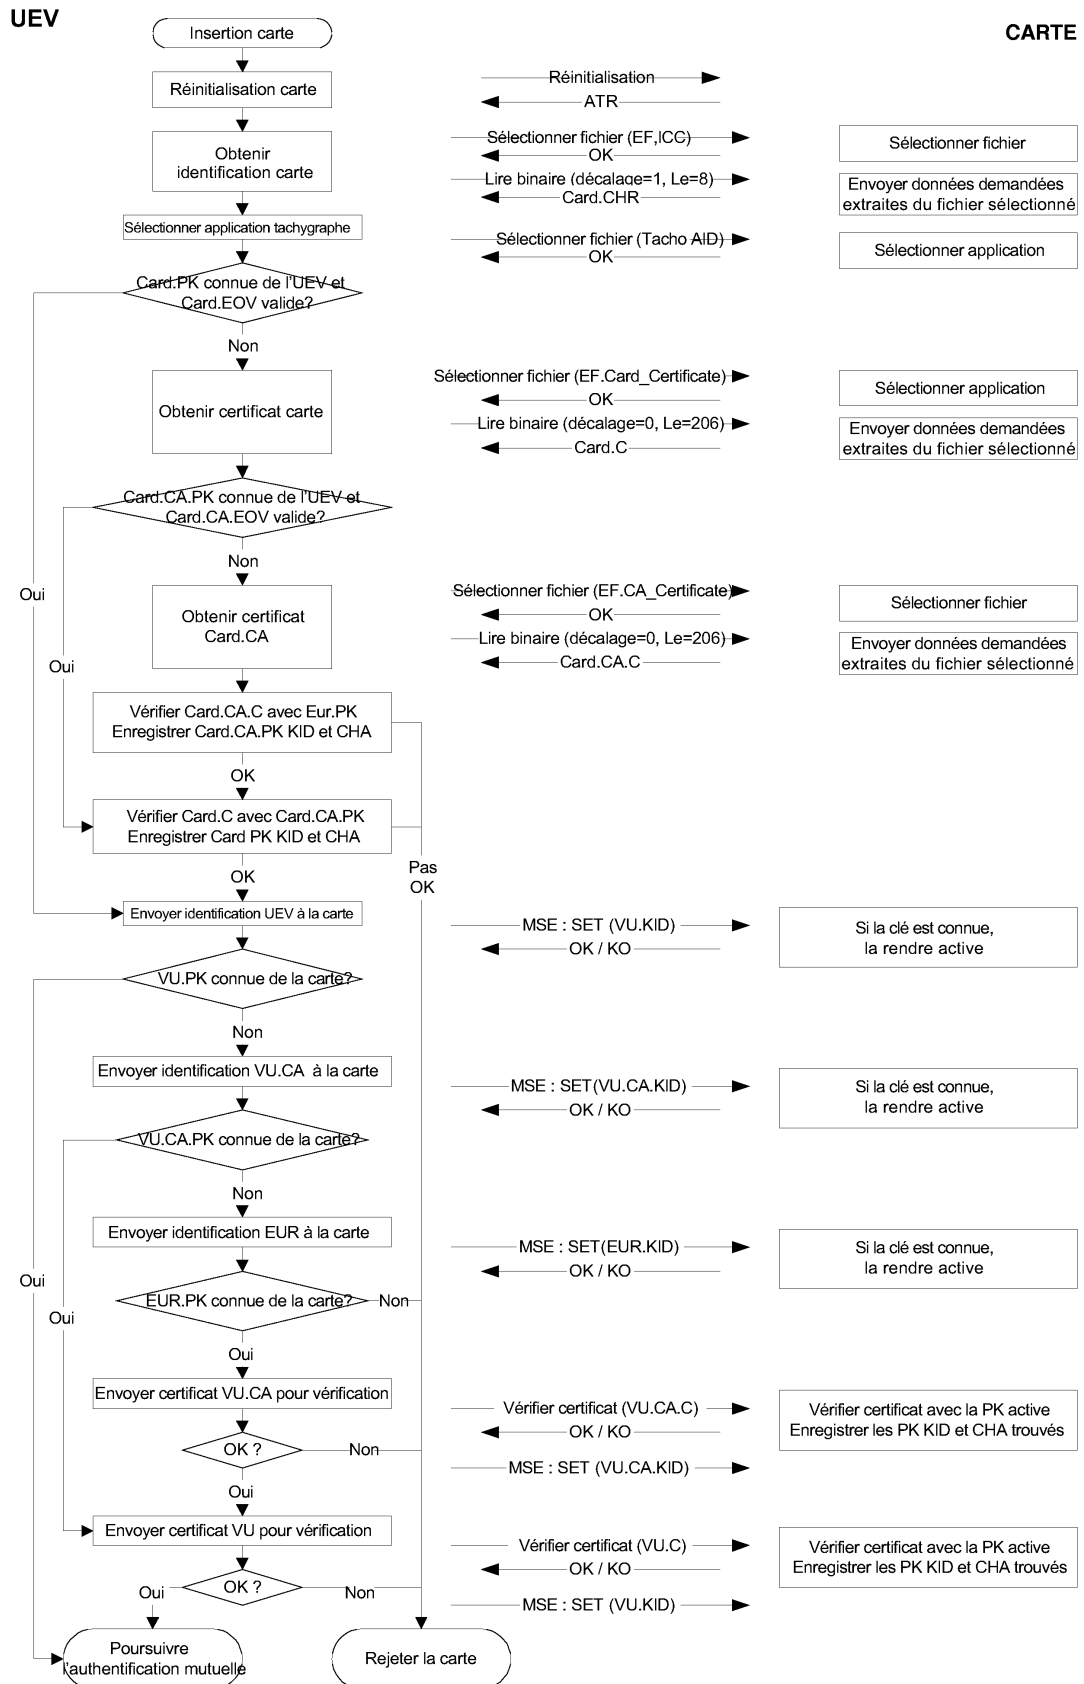 UEV
CARTE
Insertion carte
Réinitialisation carte
Réinitialisation
ATR
Obtenir
identification carte
Sélectionner fichier (EF,ICC)
OK
Sélectionner fichier
Lire binaire (décalage=1, Le=8)
Card.CHR
Envoyer données demandées
extraites du fichier sélectionné
Sélectionner application tachygraphe
Sélectionner fichier (Tacho AID)
OK
Sélectionner application
Card.PK connue de l'UEV et
Card.EOV valide?
Non
Obtenir certificat carte
Sélectionner fichier (EF.Card_Certificate)
OK
Sélectionner application
Lire binaire (décalage=0, Le=206)
Card.C
Envoyer données demandées
extraites du fichier sélectionné
Card.CA.PK connue de l'UEV et
Card.CA.EOV valide?
Non
Oui
Obtenir certificat
Card.CA
Sélectionner fichier (EF.CA_Certificate)
OK
Sélectionner fichier
Lire binaire (décalage=0, Le=206)
Card.CA.C
Envoyer données demandées
extraites du fichier sélectionné
Oui
Vérifier Card.CA.C avec Eur.PK
Enregistrer Card.CA.PK KID et CHA
OK
Vérifier Card.C avec Card.CA.PK
Enregistrer Card PK KID et CHA
Pas
OK
OK
Envoyer identification UEV à la carte
MSE : SET (VU.KID)
OK / KO
Si la clé est connue,
la rendre active
VU.PK connue de la carte?
Non
Envoyer identification VU.CA à la carte
MSE : SET(VU.CA.KID)
OK / KO
Si la clé est connue,
la rendre active
VU.CA.PK connue de la carte?
Non
Envoyer identification EUR à la carte
MSE : SET(EUR.KID)
OK / KO
Si la clé est connue,
la rendre active
Oui
EUR.PK connue de la carte?
Non
Oui
Oui
Envoyer certificat VU.CA pour vérification
Vérifier certificat (VU.CA.C)
OK / KO
Vérifier certificat avec la PK active
Enregistrer les PK KID et CHA trouvés
OK ?
Non
MSE : SET (VU.CA.KID)
Oui
Envoyer certificat VU pour vérification
Vérifier certificat (VU.C)
OK / KO
Vérifier certificat avec la PK active
Enregistrer les PK KID et CHA trouvés
Oui
OK ?
Non
MSE : SET (VU.KID)
Poursuivre
l'authentification mutuelle
Rejeter la carte